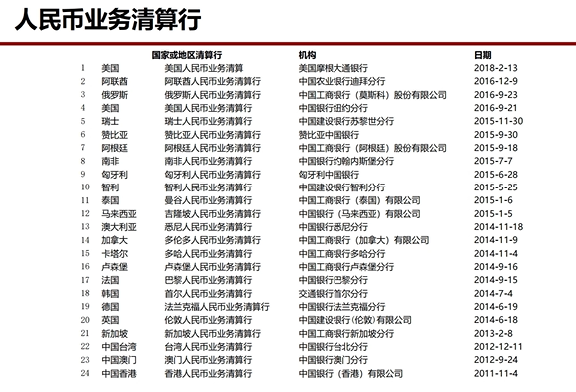 人民币业务清算行
国家或地区清算行 机构 日期
1 美国 美国人民币业务清算 美国摩根大通银行 2018-2-13
2 阿联酋 阿联酋人民币业务清算行 中国农业银行迪拜分行 2016-12-9
3 俄罗斯 俄罗斯人民币业务清算行 中国工商银行（莫斯科）股份有限公司 2016-9-23
4 美国 美国人民币业务清算行 中国银行纽约分行 2016-9-21
5 瑞士 瑞士人民币业务清算行 中国建设银行苏黎世分行 2015-11-30
6 赞比亚 赞比亚人民币业务清算行 赞比亚中国银行 2015-9-30
7 阿根廷 阿根廷人民币业务清算行 中国工商银行（阿根廷）股份有限公司 2015-9-18
8 南非 南非人民币业务清算行 中国银行约翰内斯堡分行 2015-7-7
9 匈牙利 匈牙利人民币业务清算行 匈牙利中国银行 2015-6-28
10 智利 智利人民币业务清算行 中国建设银行智利分行 2015-5-25
11 泰国 曼谷人民币业务清算行 中国工商银行（泰国）有限公司 2015-1-6
12 马来西亚 吉隆坡人民币业务清算行 中国银行（马来西亚）有限公司 2015-1-5
13 澳大利亚 悉尼人民币业务清算行 中国银行悉尼分行 2014-11-18
14 加拿大 多伦多人民币业务清算行 中国工商银行（加拿大）有限公司 2014-11-9
15 卡塔尔 多哈人民币业务清算行 中国工商银行多哈分行 2014-11-4
16 卢森堡 卢森堡人民币业务清算行 中国工商银行卢森堡分行 2014-9-16
17 法国 巴黎人民币业务清算行 中国银行巴黎分行 2014-9-15
18 韩国 首尔人民币业务清算行 交通银行首尔分行 2014-7-4
19 德国 法兰克福人民币业务清算行 中国银行法兰克福分行 2014-6-19
20 英国 伦敦人民币业务清算行 中国建设银行(伦敦)有限公司 2014-6-18
21 新加坡 新加坡人民币业务清算行 中国工商银行新加坡分行 2013-2-8
22 中国台湾 台湾人民币业务清算行 中国银行台北分行 2012-12-11
23 中国澳门 澳门人民币业务清算行 中国银行澳门分行 2012-9-24
24 中国香港 香港人民币业务清算行 中国银行（香港）有限公司 2011-11-4